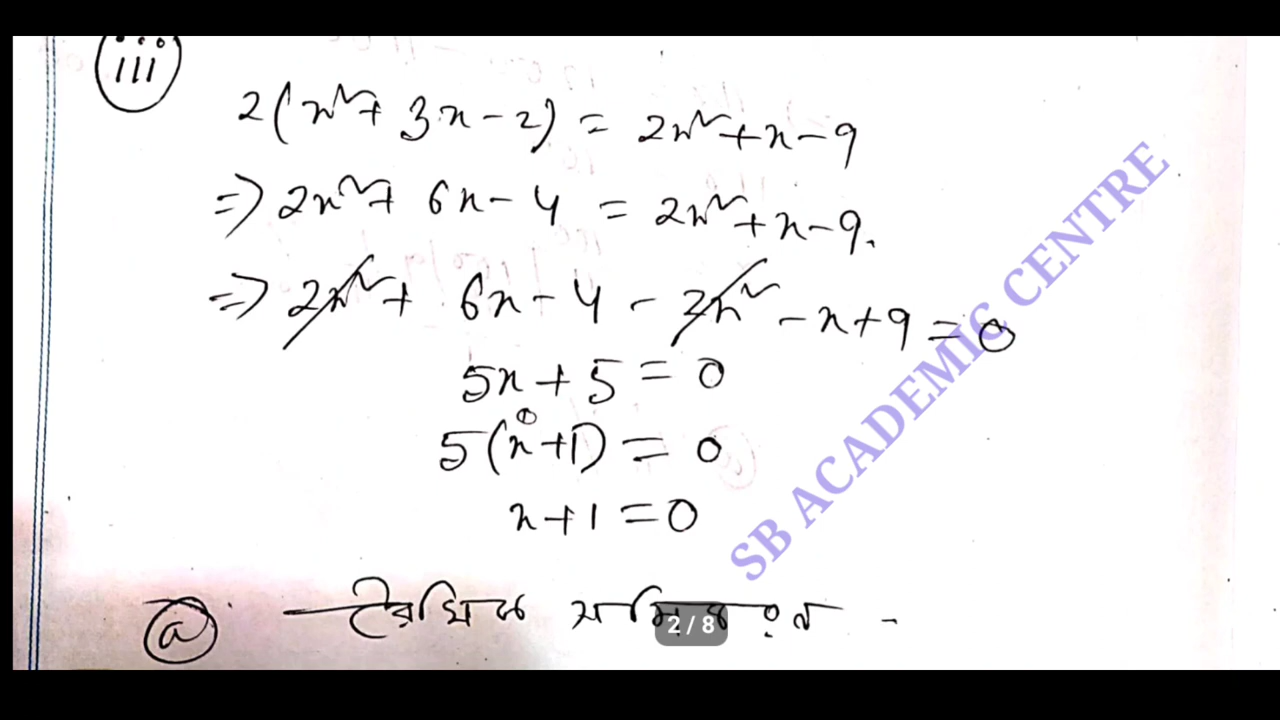 iii
2(x²+ 3x-2) = 2x²+x-9
=> 2x²+ 6x-4 = 2x²+x-9.
=> 2x²+ 6x-4 - 2x² -x+9 = 0
5x+5 = 0
①
5(x+1) = 0
x+1=0
SB ACADEMIC CENTRE
a
2 / 8